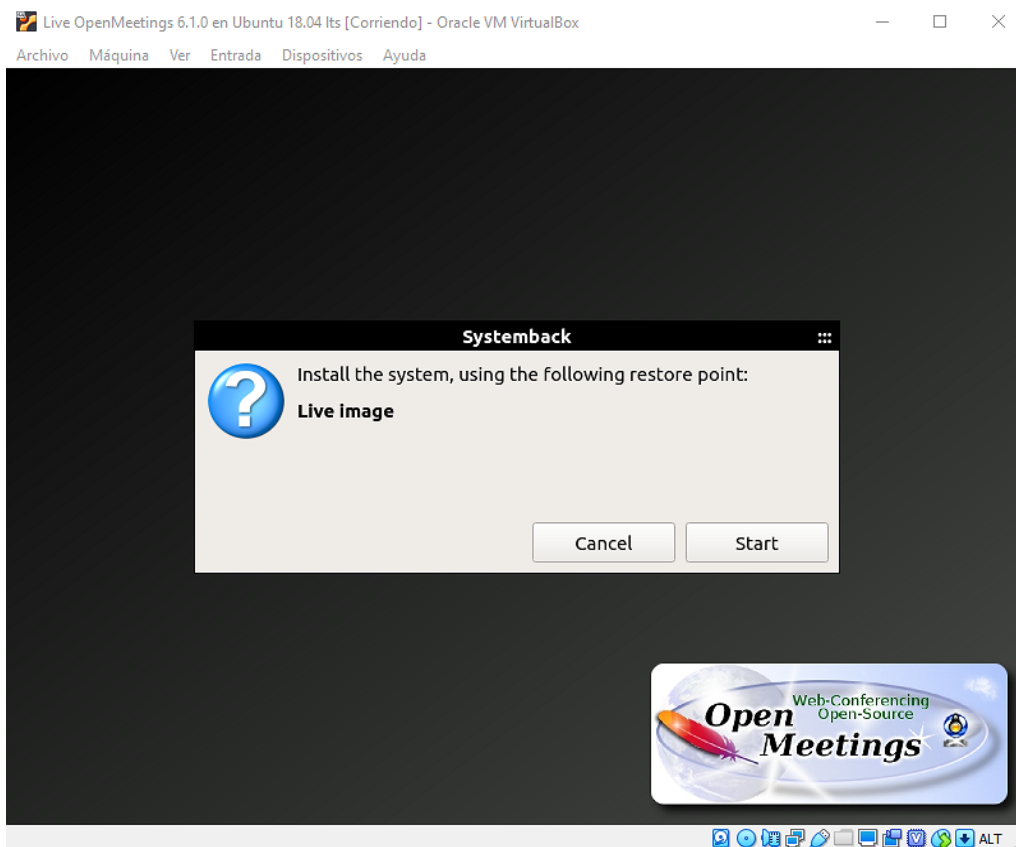 Live OpenMeetings 6.1.0 en Ubuntu 18.04 lts [Corriendo] - Oracle VM VirtualBox
Archivo Máquina Ver Entrada Dispositivos Ayuda
Systemback
Install the system, using the following restore point:
Live image
Cancel Start
Web-Conferencing
Open-Source
Open
Meetings
ALT